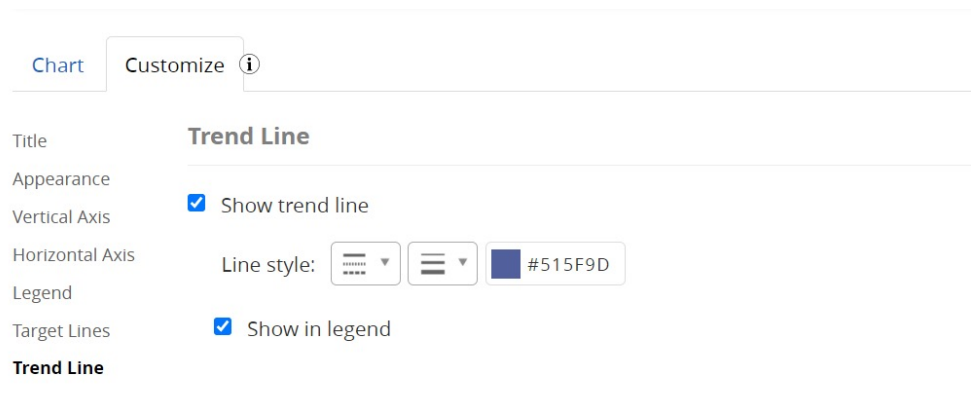 Chart
Customize
Title
Appearance
Vertical Axis
Horizontal Axis
Legend
Target Lines
Trend Line
Trend Line
Show trend line
Line style: #515F9D
Show in legend